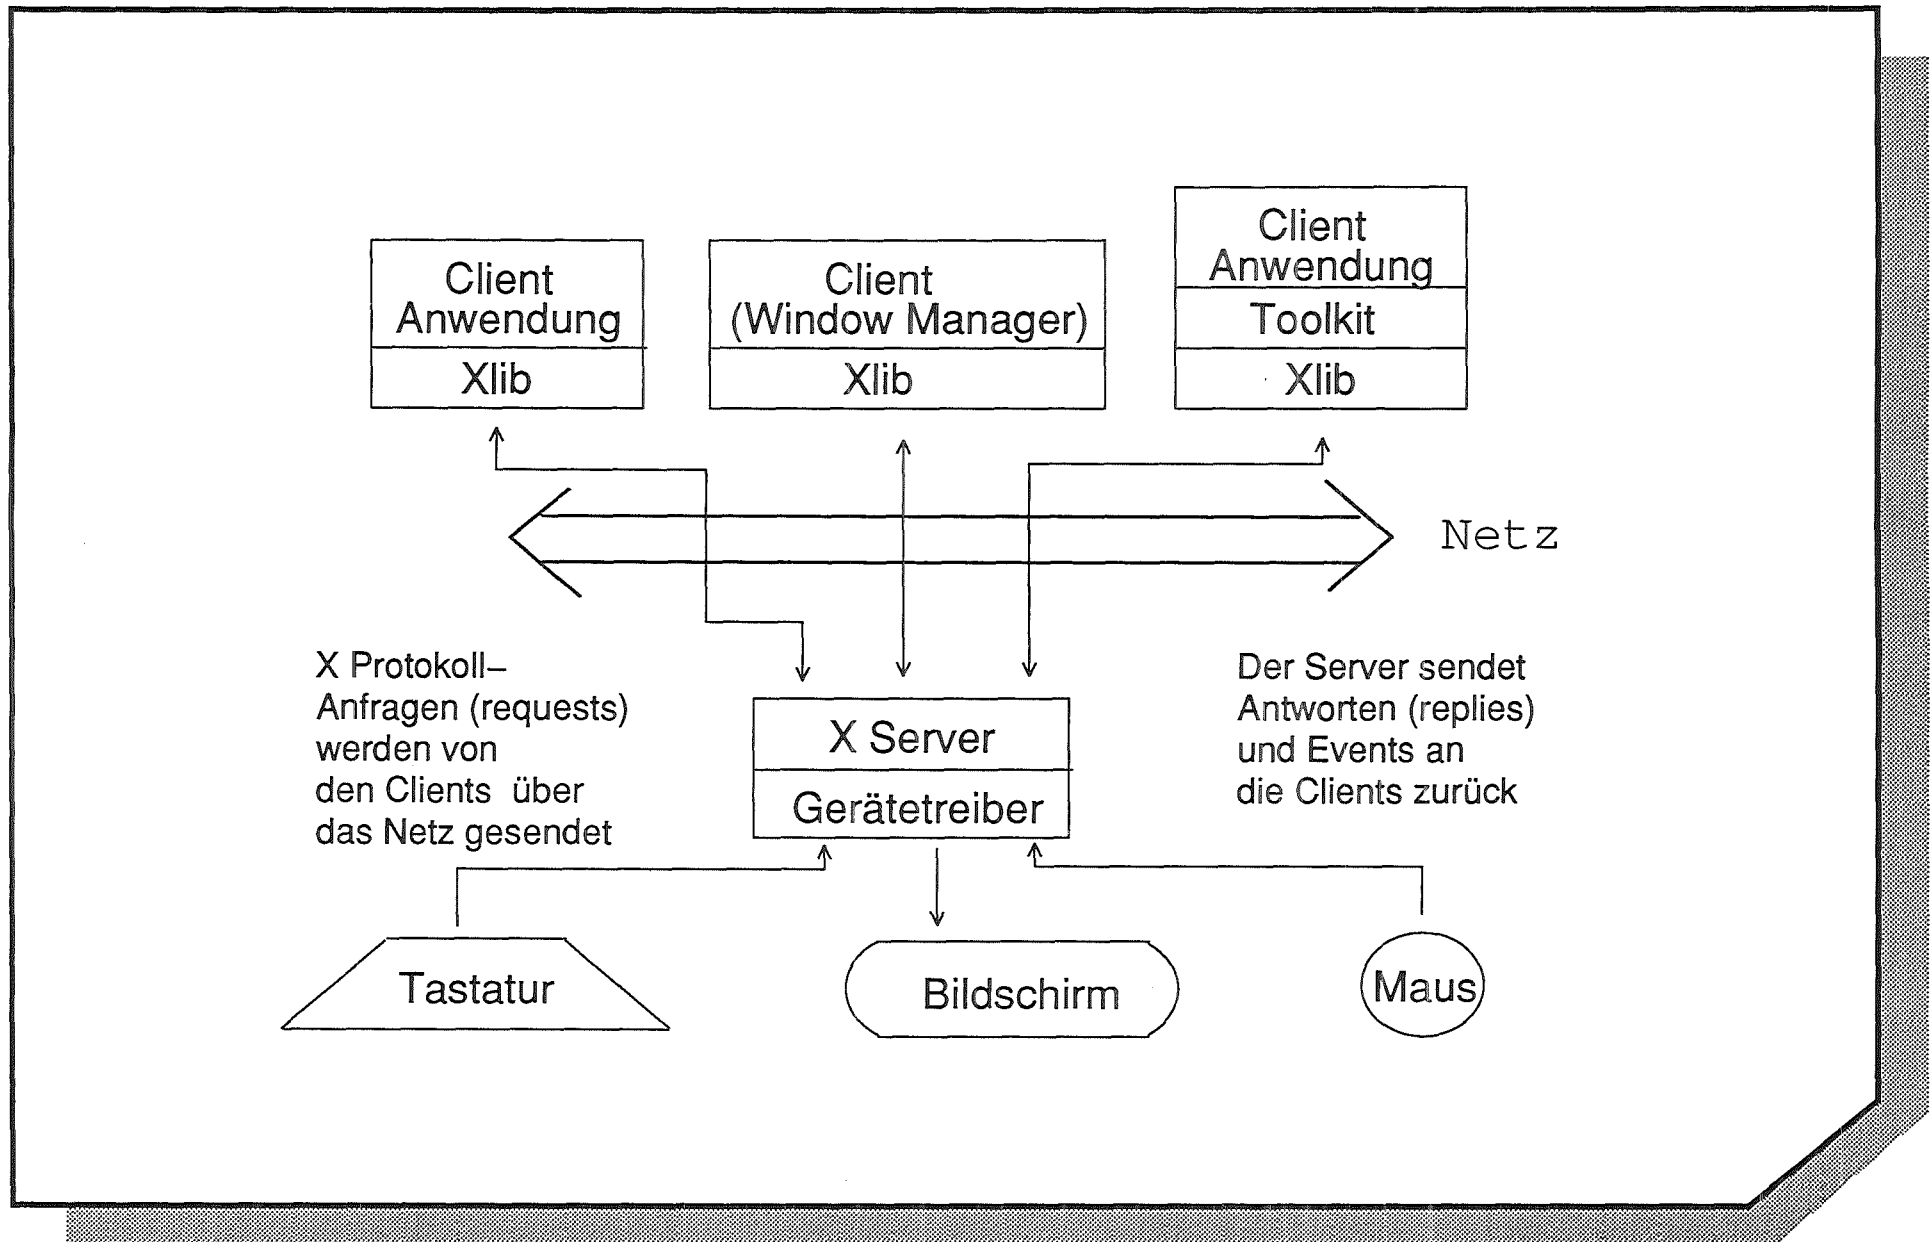 Client
Anwendung
Xlib
Client
(Window Manager)
Xlib
Client
Anwendung
Toolkit
Xlib
Netz
X Protokoll–
Anfragen (requests)
werden von
den Clients über
das Netz gesendet
Der Server sendet
Antworten (replies)
und Events an
die Clients zurück
X Server
Gerätetreiber
Tastatur
Bildschirm
Maus